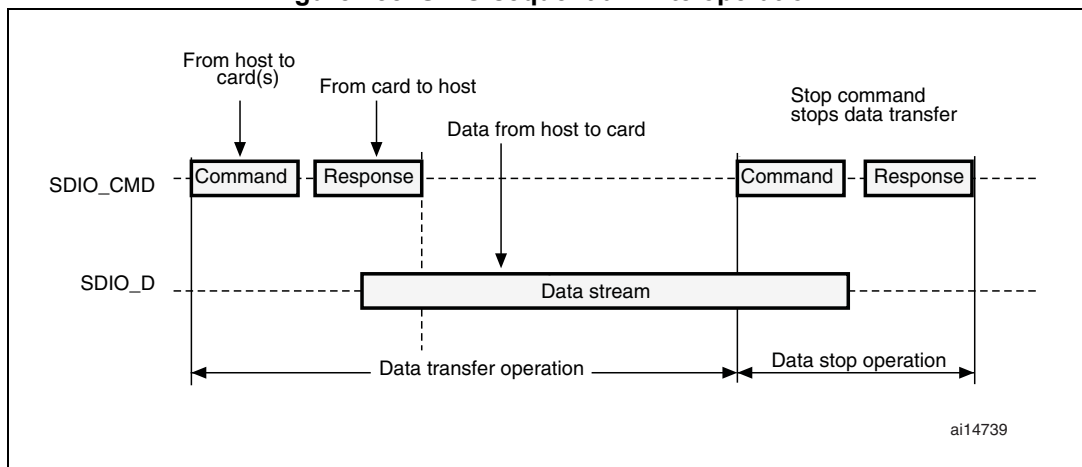 From host to
card(s)
From card to host
Data from host to card
Stop command
stops data transfer
SDIO_CMD
Command
Response
Command
Response
SDIO_D
Data stream
Data transfer operation
Data stop operation
ai14739